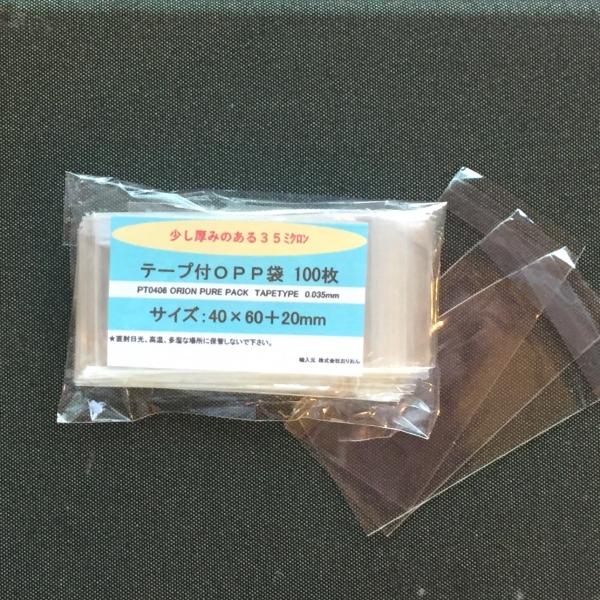 少し厚みのある35ミクロン
テープ付OPP袋 100枚
PT0406 ORION PURE PACK TAPETYPE 0.035mm
サイズ:40×60+20mm
★直射日光、高温、多湿な場所に保管しないで下さい。
輸入元 株式会社おりおん